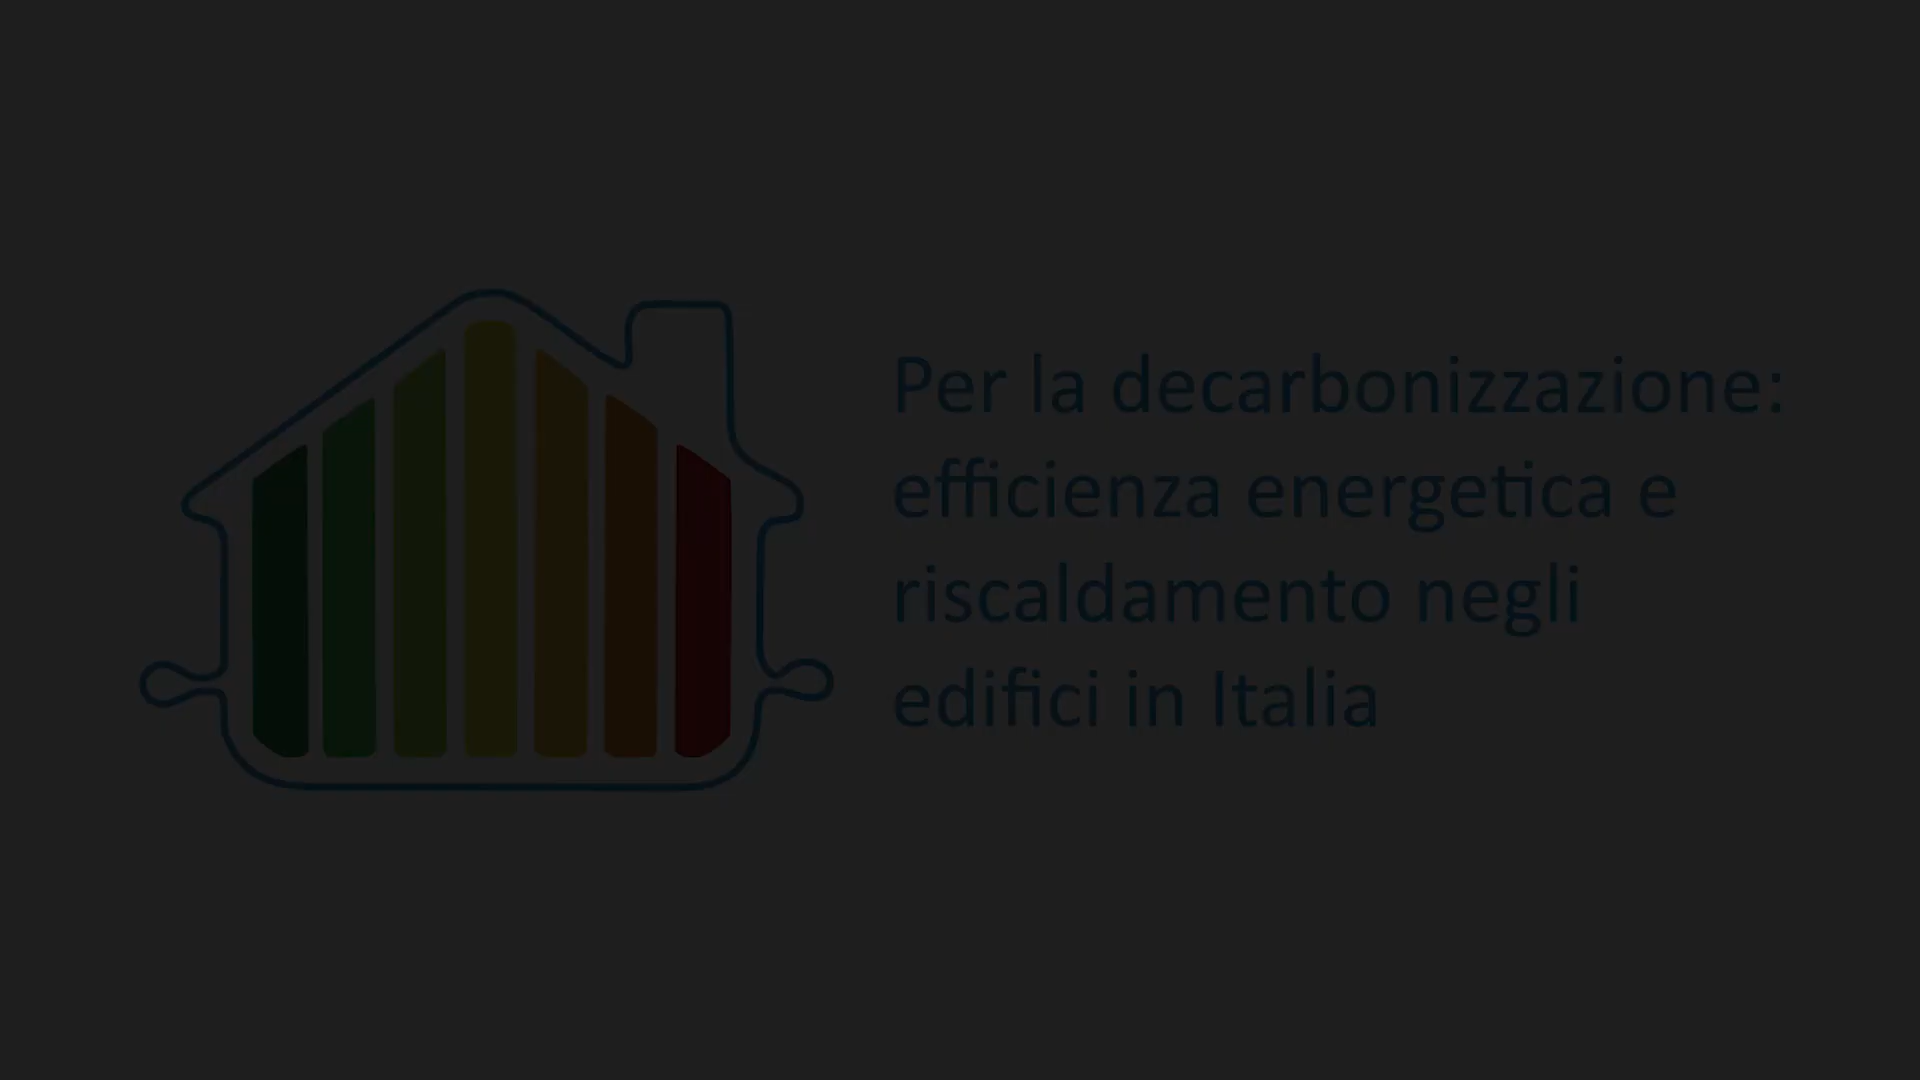 Per la decarbonizzazione:
efficienza energetica e
riscaldamento negli
edifici in Italia